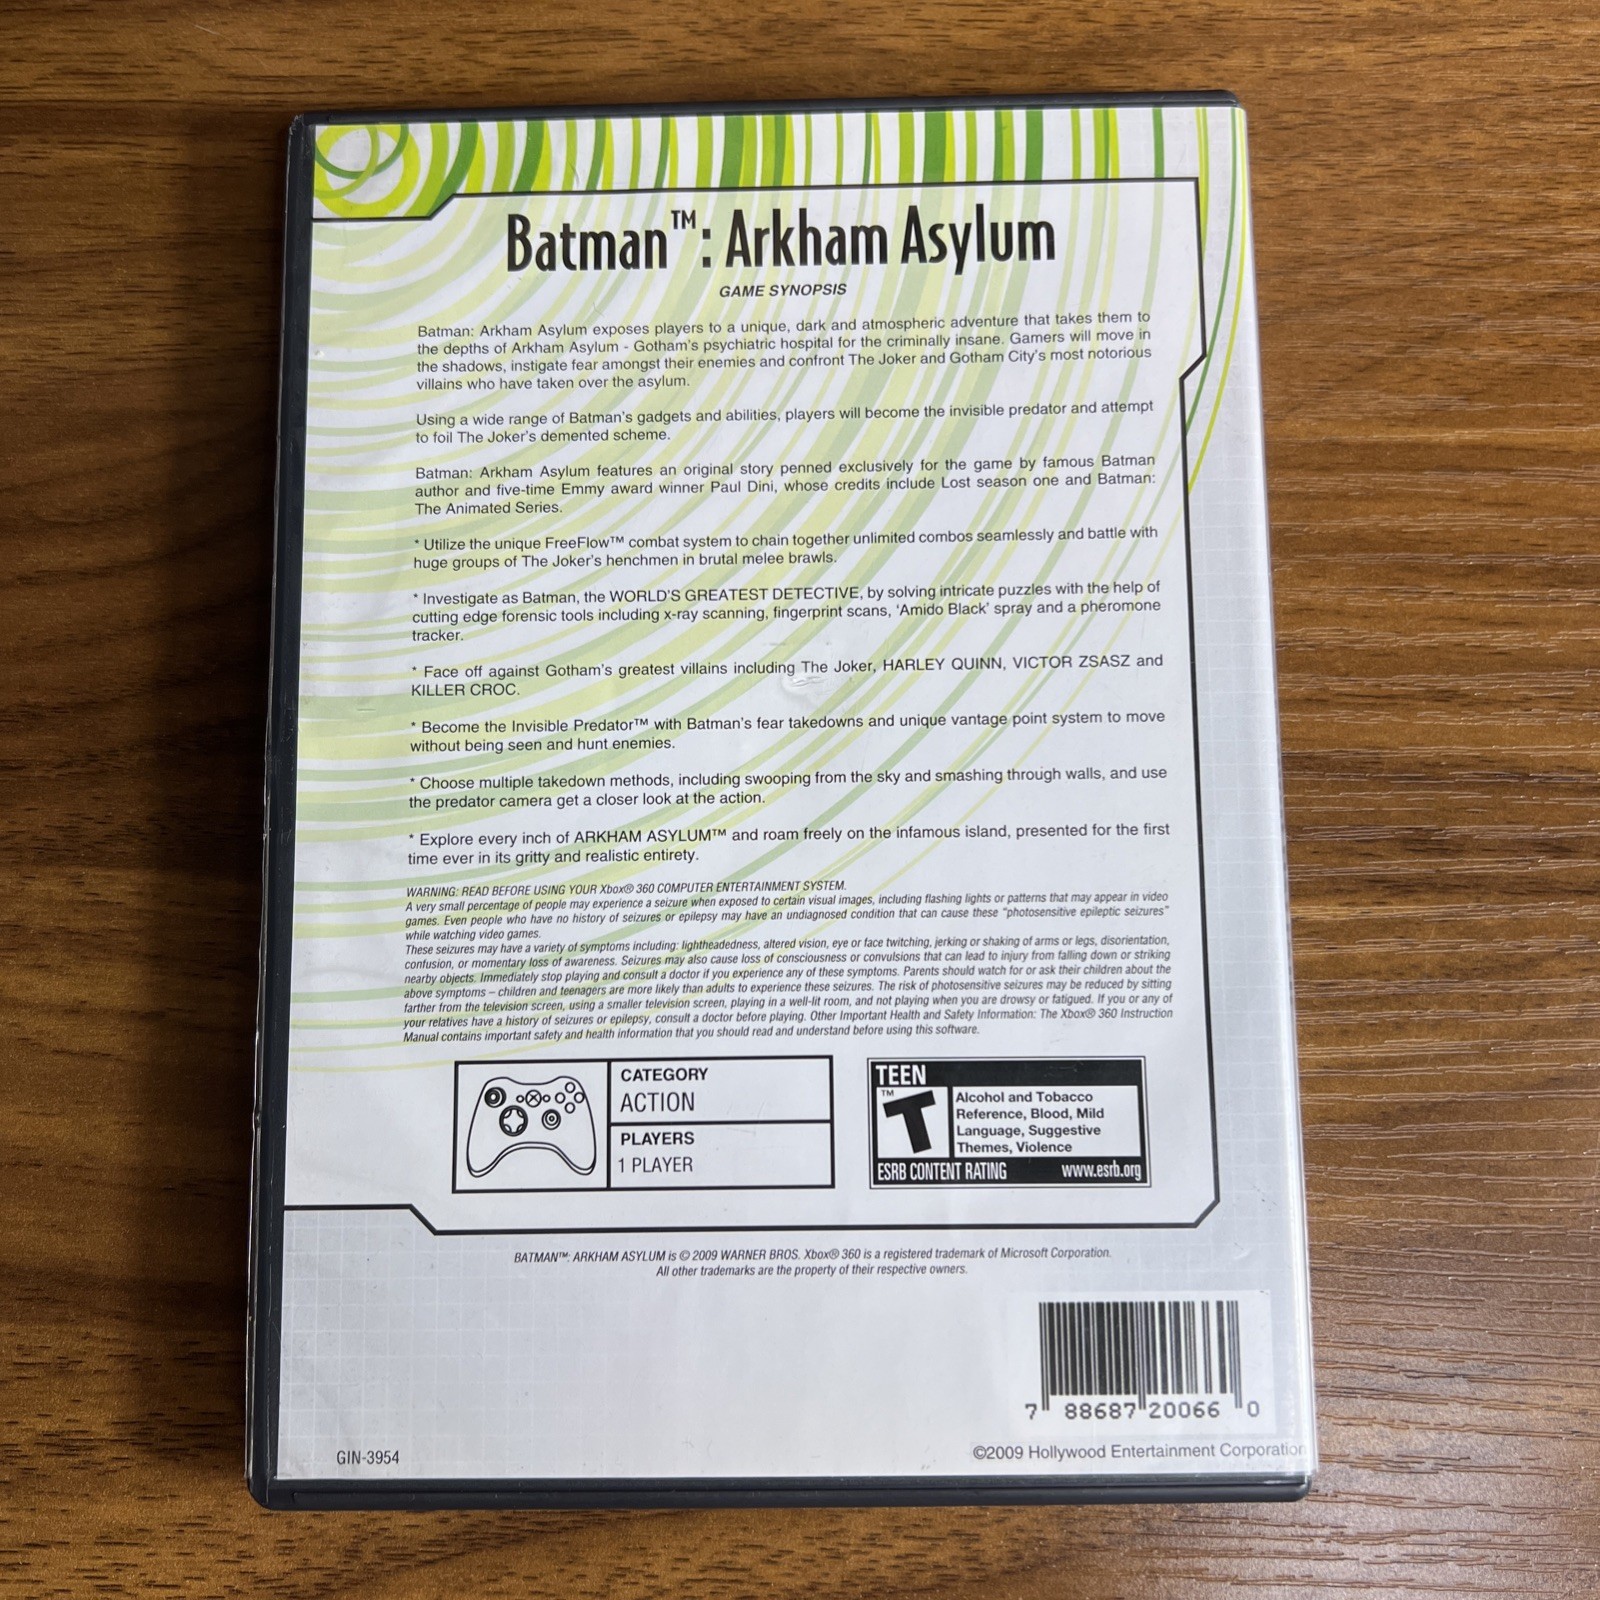 Batman™: Arkham Asylum
GAME SYNOPSIS
Batman: Arkham Asylum exposes players to a unique, dark and atmospheric adventure that takes them to
the depths of Arkham Asylum - Gotham's psychiatric hospital for the criminally insane. Gamers will move in
the shadows, instigate fear amongst their enemies and confront The Joker and Gotham City's most notorious
villains who have taken over the asylum.
Using a wide range of Batman's gadgets and abilities, players will become the invisible predator and attempt
to foil The Joker's demented scheme.
Batman: Arkham Asylum features an original story penned exclusively for the game by famous Batman
author and five-time Emmy award winner Paul Dini, whose credits include Lost season one and Batman:
The Animated Series.
* Utilize the unique FreeFlow™ combat system to chain together unlimited combos seamlessly and battle with
huge groups of The Joker's henchmen in brutal melee brawls.
* Investigate as Batman, the WORLD'S GREATEST DETECTIVE, by solving intricate puzzles with the help of
cutting edge forensic tools including x-ray scanning, fingerprint scans, 'Amido Black' spray and a pheromone
tracker.
* Face off against Gotham's greatest villains including The Joker, HARLEY QUINN, VICTOR ZSASZ and
KILLER CROC.
* Become the Invisible Predator™ with Batman's fear takedowns and unique vantage point system to move
without being seen and hunt enemies.
* Choose multiple takedown methods, including swooping from the sky and smashing through walls, and use
the predator camera get a closer look at the action.
* Explore every inch of ARKHAM ASYLUM™ and roam freely on the infamous island, presented for the first
time ever in its gritty and realistic entirety.
WARNING: READ BEFORE USING YOUR Xbox® 360 COMPUTER ENTERTAINMENT SYSTEM.
A very small percentage of people may experience a seizure when exposed to certain visual images, including flashing lights or patterns that may appear in video
games. Even people who have no history of seizures or epilepsy may have an undiagnosed condition that can cause these "photosensitive epileptic seizures"
while watching video games.
These seizures may have a variety of symptoms including: lightheadedness, altered vision, eye or face twitching, jerking or shaking of arms or legs, disorientation,
confusion, or momentary loss of awareness. Seizures may also cause loss of consciousness or convulsions that can lead to injury from falling down or striking
nearby objects. Immediately stop playing and consult a doctor if you experience any of these symptoms. Parents should watch for or ask their children about the
above symptoms – children and teenagers are more likely than adults to experience these seizures. The risk of photosensitive seizures may be reduced by sitting
farther from the television screen, using a smaller television screen, playing in a well-lit room, and not playing when you are drowsy or fatigued. If you or any of
your relatives have a history of seizures or epilepsy, consult a doctor before playing. Other Important Health and Safety Information: The Xbox® 360 Instruction
Manual contains important safety and health information that you should read and understand before using this software.
CATEGORY
ACTION
PLAYERS
1 PLAYER
TEEN
T™
Alcohol and Tobacco
Reference, Blood, Mild
Language, Suggestive
Themes, Violence
ESRB CONTENT RATING www.esrb.org
BATMAN™: ARKHAM ASYLUM is © 2009 WARNER BROS. Xbox® 360 is a registered trademark of Microsoft Corporation.
All other trademarks are the property of their respective owners.
7 88687 20066 0
GIN-3954
©2009 Hollywood Entertainment Corporation